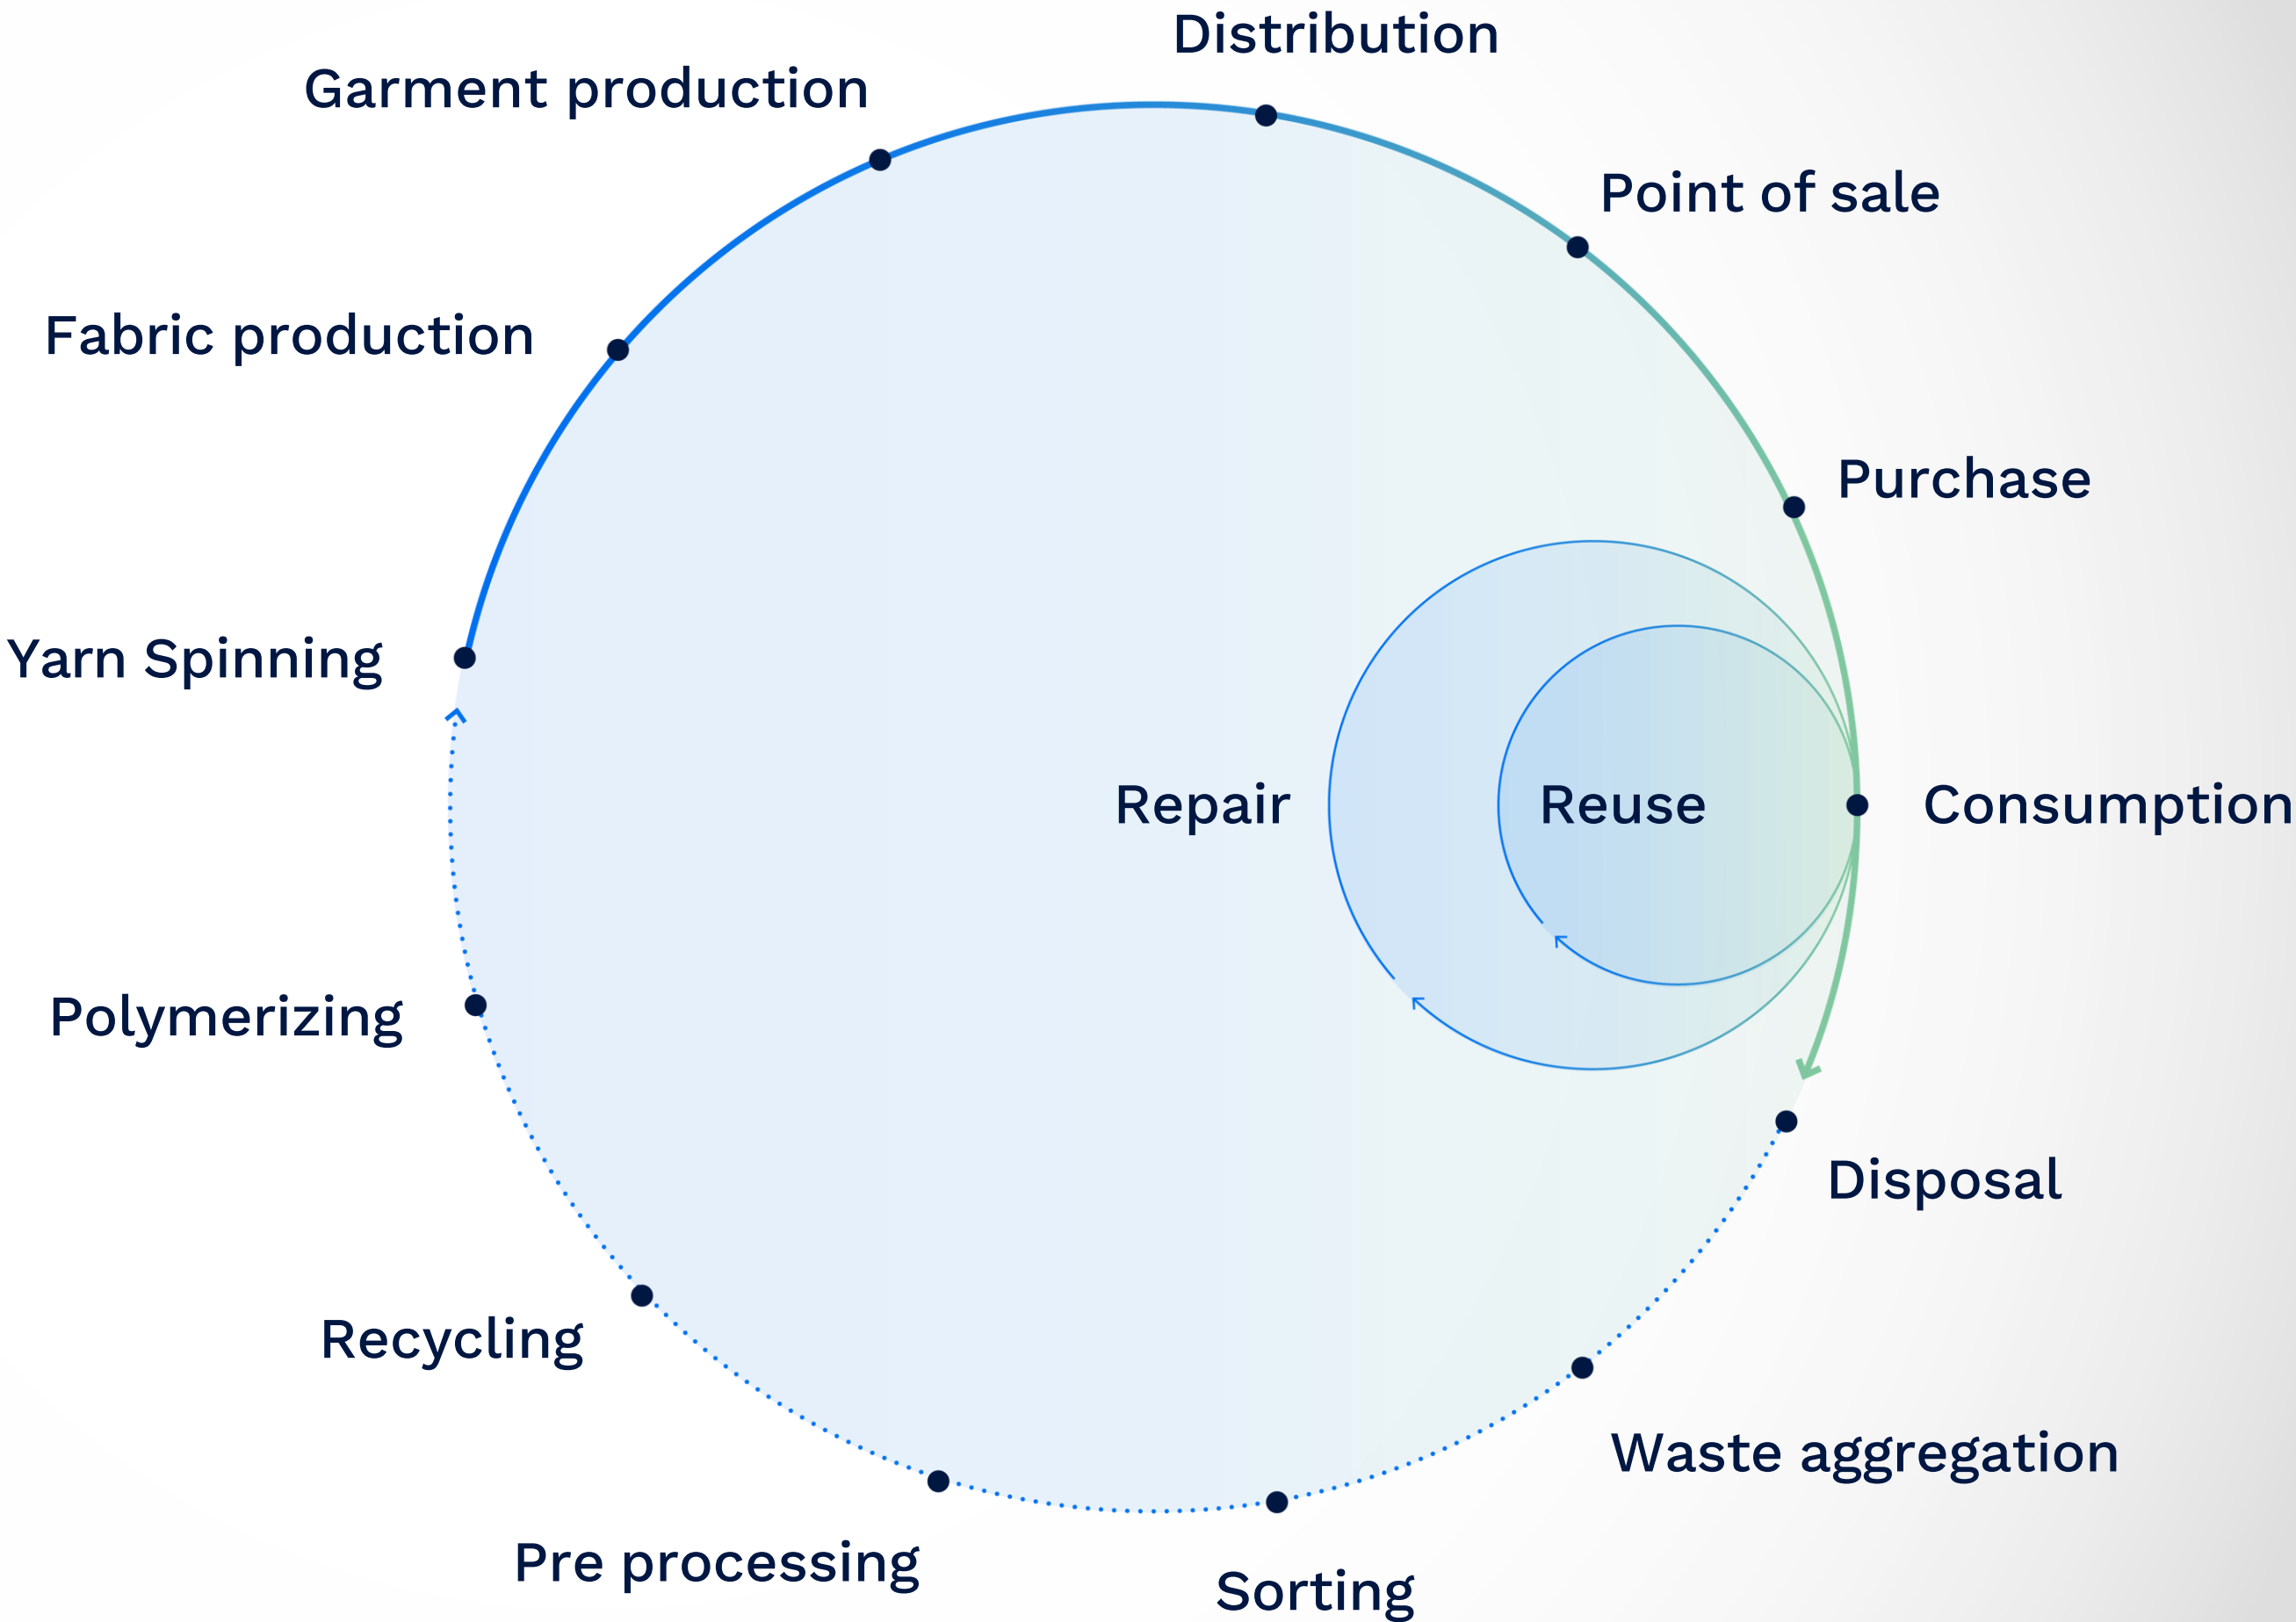 Distribution
Garment production
Point of sale
Fabric production
Purchase
Yarn Spinning
Repair
Reuse
Consumption
Polymerizing
Disposal
Recycling
Waste aggregation
Pre processing
Sorting